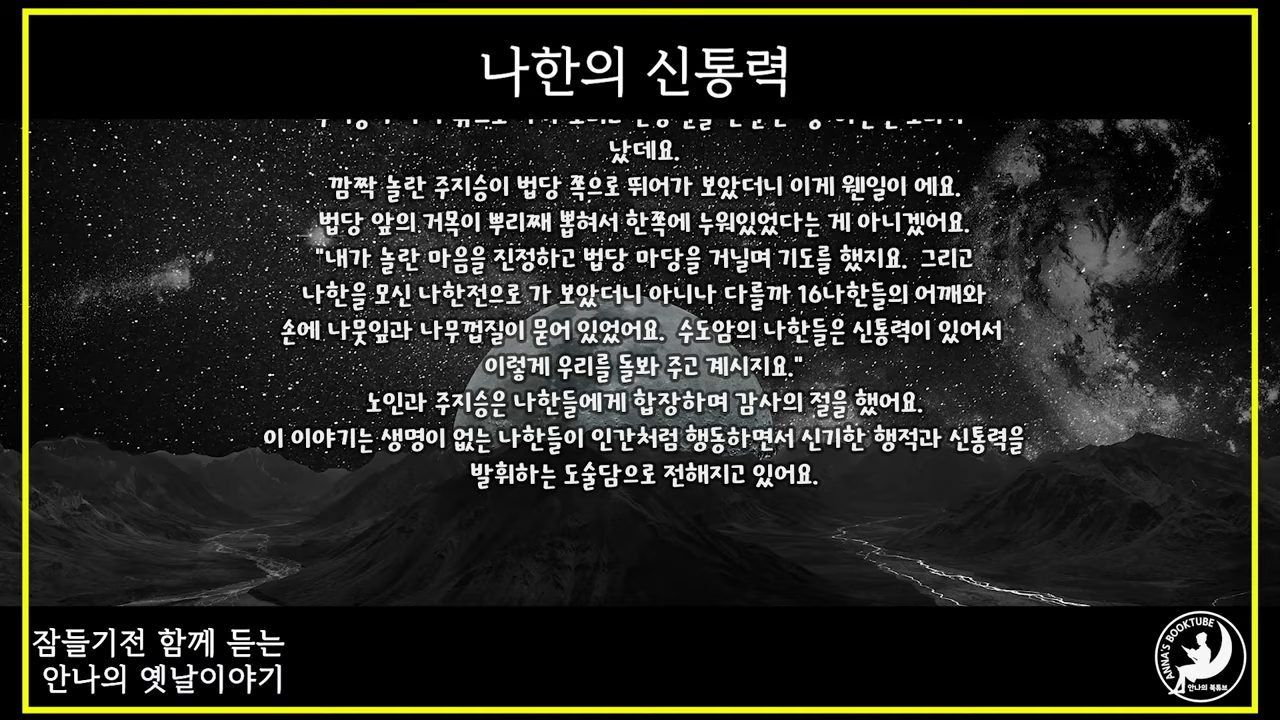 나한의 신통력
났데요.
깜짝 놀란 주지승이 법당 쪽으로 뛰어가 보았더니 이게 웬일이 에요.
법당 앞의 거목이 뿌리째 뽑혀서 한쪽에 누워있었다는 게 아니겠어요.
"내가 놀란 마음을 진정하고 법당 마당을 거닐며 기도를 했지요. 그리고
나한을 모신 나한전으로 가 보았더니 아니나 다를까 16나한들의 어깨와
손에 나뭇잎과 나무껍질이 묻어 있었어요. 수도암의 나한들은 신통력이 있어서
이렇게 우리를 돌봐 주고 계시지요."
노인과 주지승은 나한들에게 합장하며 감사의 절을 했어요.
이 이야기는 생명이 없는 나한들이 인간처럼 행동하면서 신기한 행적과 신통력을
발휘하는 도술담으로 전해지고 있어요.
잠들기전 함께 듣는
안나의 옛날이야기
ANNA'S BOOKTUBE
안나의 북튜브